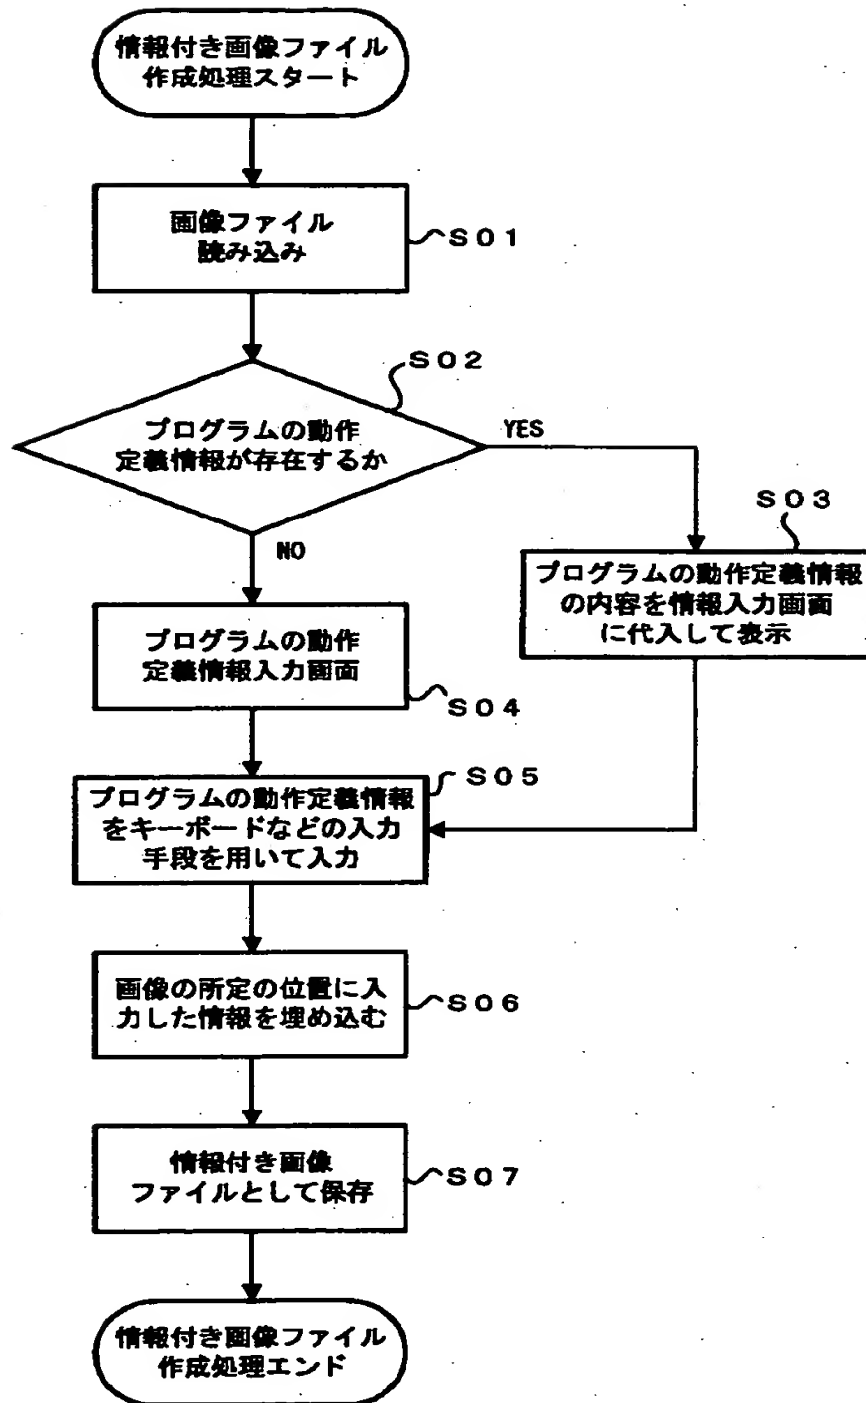 情報付き画像ファイル
作成処理スタート
画像ファイル
読み込み
S01
S02
プログラムの動作
定義情報が存在するか
YES
NO
S03
プログラムの動作定義情報
の内容を情報入力画面
に代入して表示
プログラムの動作
定義情報入力画面
S04
S05
プログラムの動作定義情報
をキーボードなどの入力
手段を用いて入力
画像の所定の位置に入
力した情報を埋め込む
S06
情報付き画像
ファイルとして保存
S07
情報付き画像ファイル
作成処理エンド